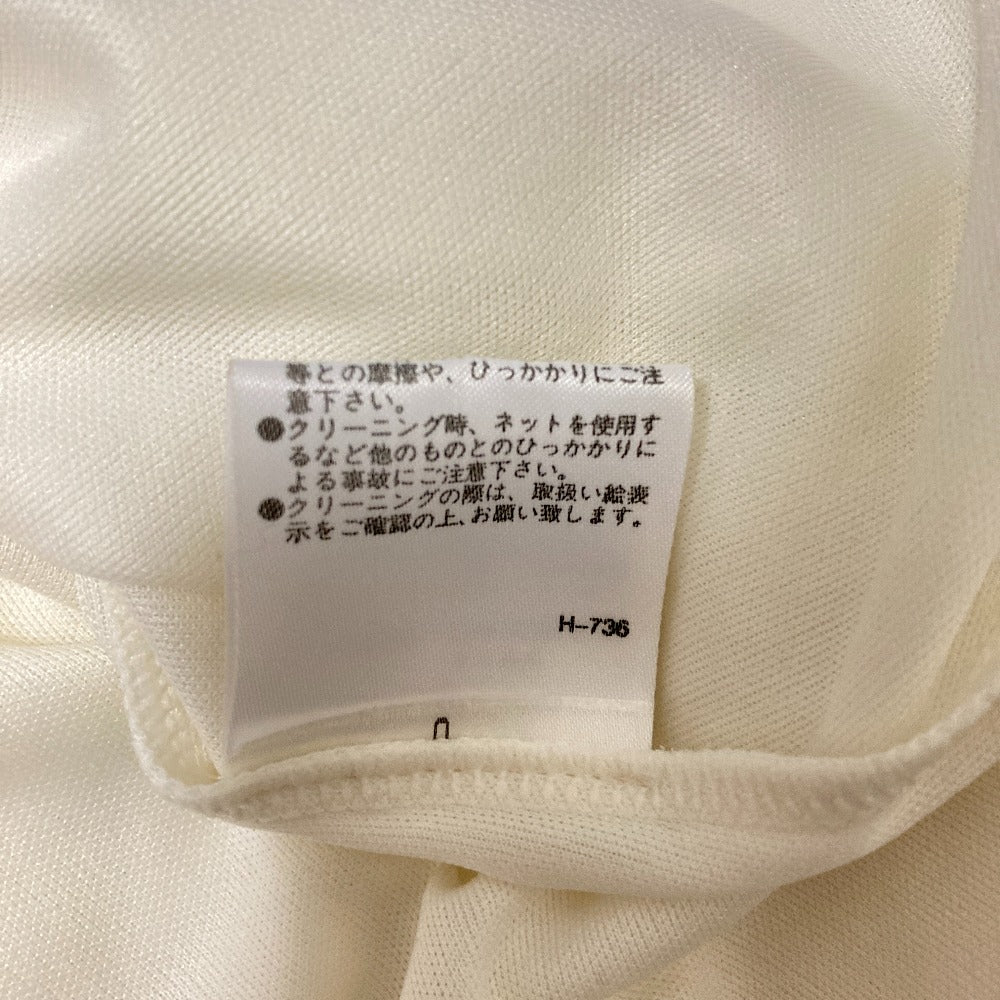 等との摩擦や、ひっかかりにご注
意下さい。
●クリーニング時、ネットを使用す
るなど他のものとのひっかかりに
よる事故にご注意下さい。
●クリーニングの際は、取扱い絵表
示をご確認の上、お願い致します。
H-736